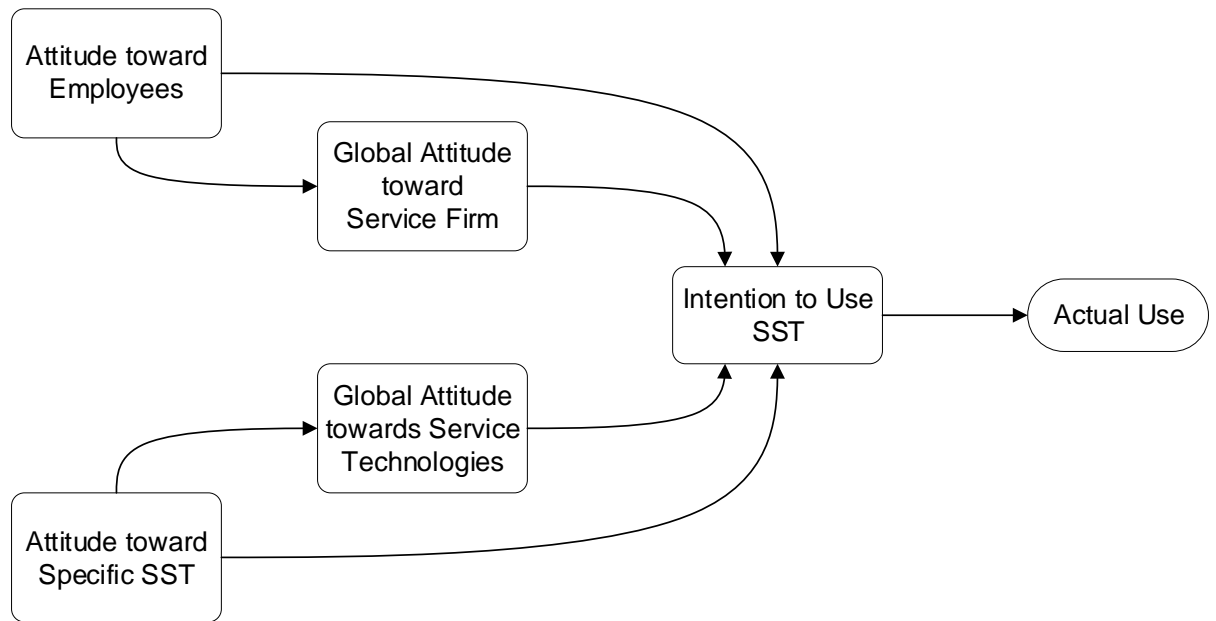 Attitude toward
Employees
Global Attitude
toward
Service Firm
Intention to Use
SST
Actual Use
Global Attitude
towards Service
Technologies
Attitude toward
Specific SST